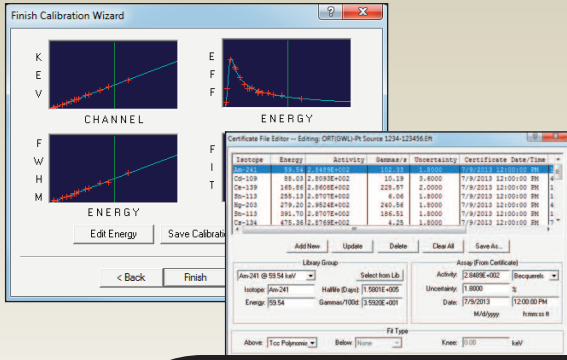 Finish Calibration Wizard
K E V
CHANNEL
E F F
ENERGY
F W H M
ENERGY
F I T
Edit Energy
Save Calibrati
< Back
Finish
Certificate File Editor -- Editing: ORT(GWL)-Pt Source 1234-123456.Eft
Isotope Energy Activity Gammas/s Uncertainty Certificate Date/Time
Am-241 59.54 2.8489E+002 102.33 1.8000 7/9/2013 12:00:00 PM
Cd-109 88.03 2.8093E+002 10.19 3.6000 7/9/2013 12:00:00 PM
Ce-139 165.86 2.8608E+002 228.57 2.0000 7/9/2013 12:00:00 PM
Sn-113 255.13 2.8707E+002 6.06 1.8000 7/9/2013 12:00:00 PM
Hg-203 279.20 2.9524E+002 240.56 1.8000 7/9/2013 12:00:00 PM
Sn-113 391.70 2.8707E+002 186.51 1.8000 7/9/2013 12:00:00 PM
Cs-134 475.36 2.8769E+002 4.25 1.8000 7/9/2013 12:00:00 PM
Add New Update Delete Clear All Save As...
Library Group
Am-241 @ 59.54 keV
Select from Lib
Isotope: Am-241 Halflife (Days): 1.5801E+005
Energy: 59.54 Gammas/100d: 3.5920E+001
Assay (From Certificate)
Activity: 2.8489E+002 Becquerels
Uncertainty: 1.8000 %
Date: 7/9/2013 12:00:00 PM
M/d/yyyy h:mm:ss tt
Fit Type
Above: Tcc Polynomia Below: None Knee: 0.00 keV